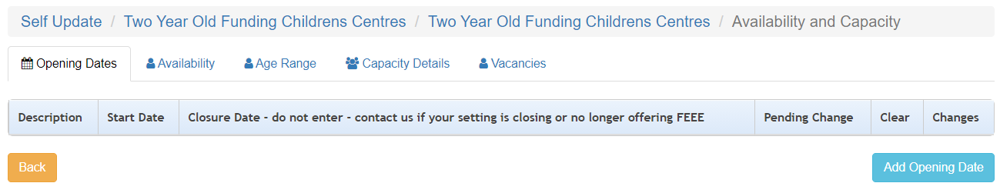 Self Update / Two Year Old Funding Childrens Centres / Two Year Old Funding Childrens Centres / Availability and Capacity
Opening Dates Availability Age Range Capacity Details Vacancies
Description Start Date Closure Date - do not enter - contact us if your setting is closing or no longer offering FEEE Pending Change Clear Changes
Back Add Opening Date